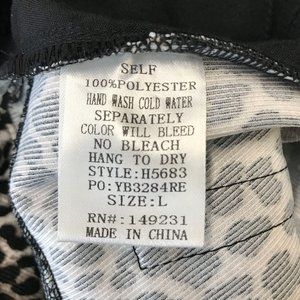 SELF
100%POLYESTER
HAND WASH COLD WATER
SEPARATELY
COLOR WILL BLEED
NO BLEACH
HANG TO DRY
STYLE:H5683
PO:YB3284RE
SIZE:L
RN#:149231
MADE IN CHINA